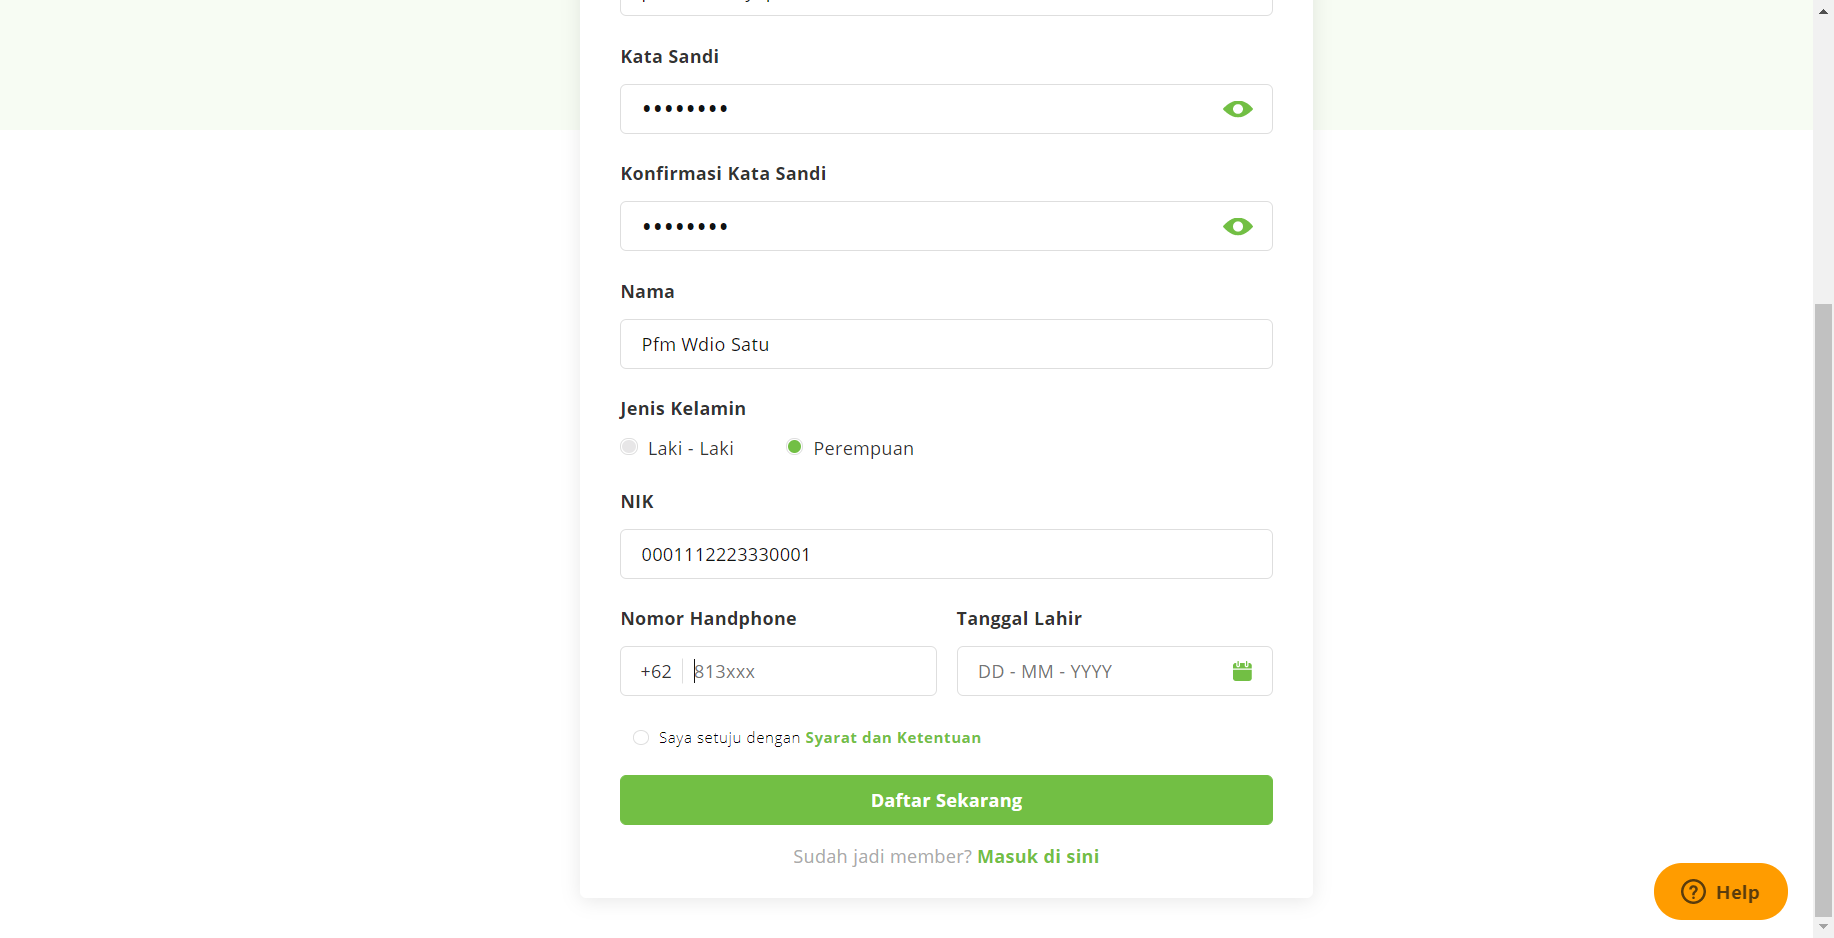 Kata Sandi
••••••••
Konfirmasi Kata Sandi
••••••••
Nama
Pfm Wdio Satu
Jenis Kelamin
Laki - Laki Perempuan
NIK
0001112223330001
Nomor Handphone Tanggal Lahir
+62 813xxx DD - MM - YYYY
Saya setuju dengan Syarat dan Ketentuan
Daftar Sekarang
Sudah jadi member? Masuk di sini
Help